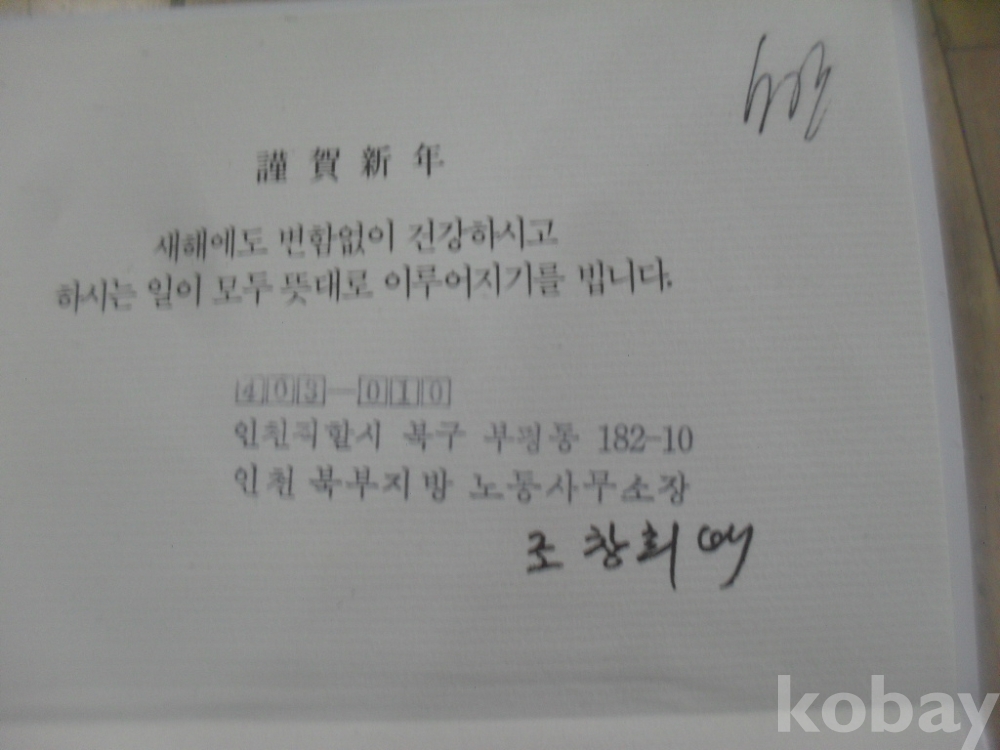 謹賀新年
새해에도 변함없이 건강하시고
하시는 일이 모두 뜻대로 이루어지기를 빕니다.
403-010
인천직할시 북구 부평동 182-10
인천 북부지방 노동사무소장
조창희
kobay